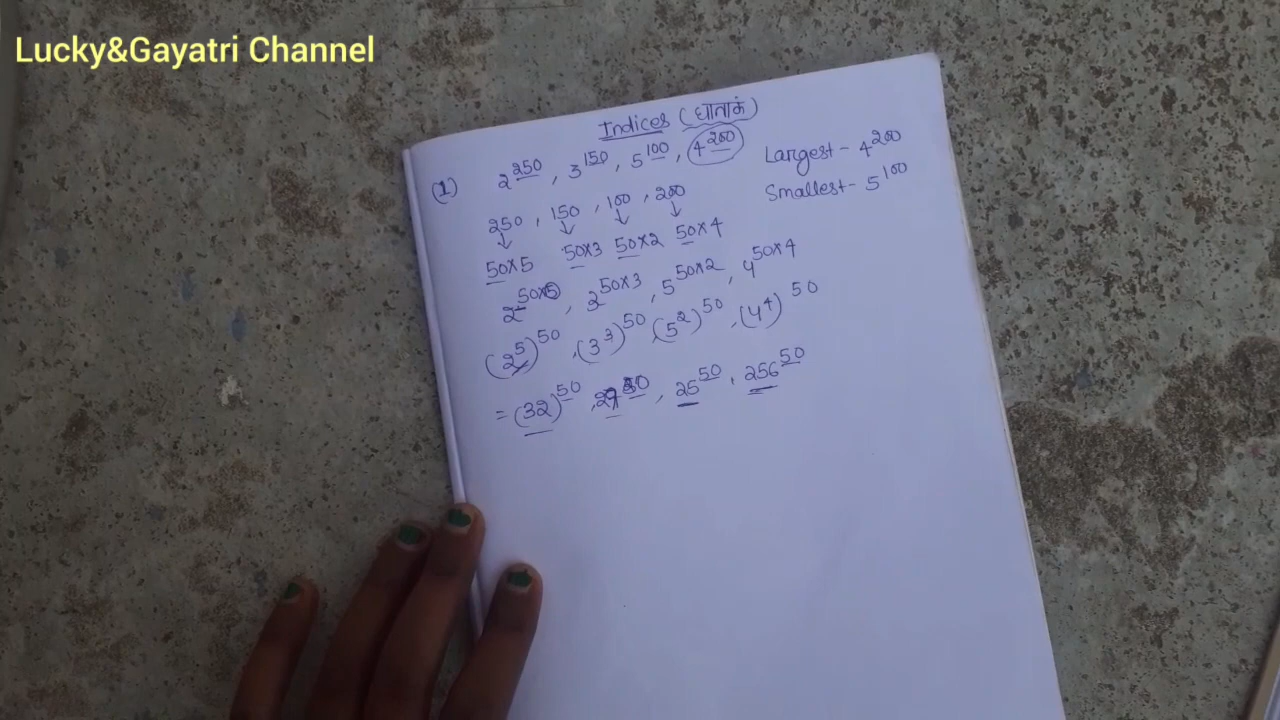 Lucky&Gayatri Channel
Indices (घाताकं)
(1) 2^250, 3^150, 5^100, 4^200
Largest - 4^200
Smallest - 5^100
250, 150, 100, 200
↓ ↓ ↓ ↓
50×5 50×3 50×2 50×4
2^50×5, 2^50×3, 5^50×2, 4^50×4
(2^5)^50, (3^3)^50, (5^2)^50, (4^4)^50
= (32)^50, 27^50, 25^50, 256^50